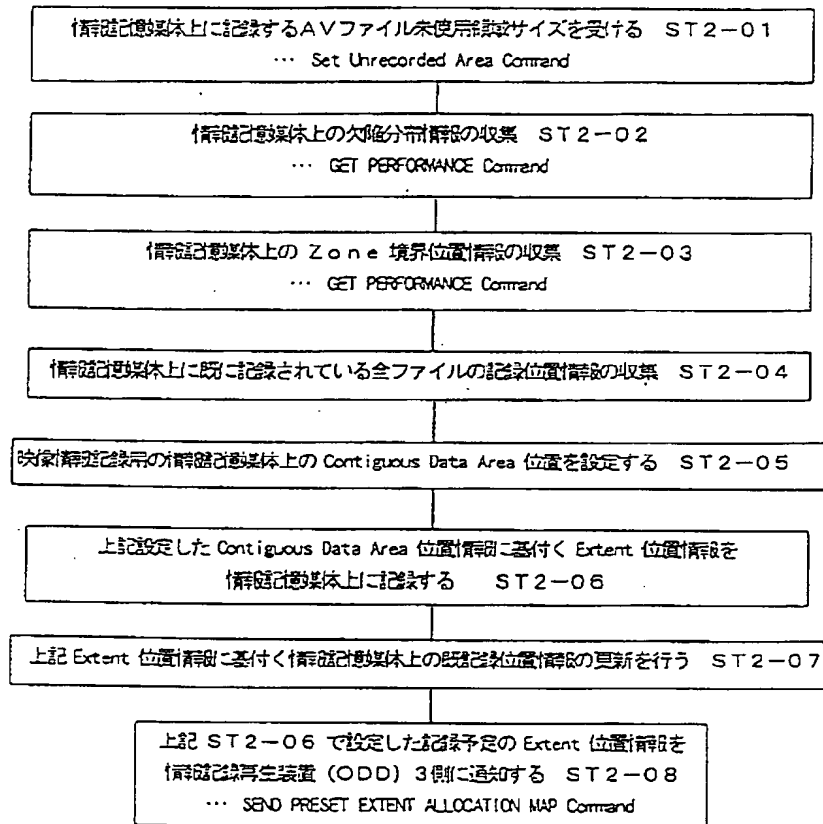 情報記憶媒体上に記録するＡＶファイル未使用領域サイズを受ける　ＳＴ２－０１
… Set Unrecorded Area Command
情報記憶媒体上の欠陥分布情報の収集　ＳＴ２－０２
… GET PERFORMANCE Command
情報記憶媒体上の Ｚｏｎｅ 境界位置情報の収集　ＳＴ２－０３
… GET PERFORMANCE Command
情報記憶媒体上に既に記録されている全ファイルの記録位置情報の収集　ＳＴ２－０４
映像情報記録用の情報記憶媒体上の Contiguous Data Area 位置を設定する　ＳＴ２－０５
上記設定した Contiguous Data Area 位置情報に基付く Extent 位置情報を
情報記憶媒体上に記録する　ＳＴ２－０６
上記 Extent 位置情報に基付く情報記憶媒体上の既記録位置情報の更新を行う　ＳＴ２－０７
上記 ＳＴ２－０６ で設定した記録予定の Extent 位置情報を
情報記録再生装置（ＯＤＤ）３側に通知する　ＳＴ２－０８
… SEND PRESET EXTENT ALLOCATION MAP Command